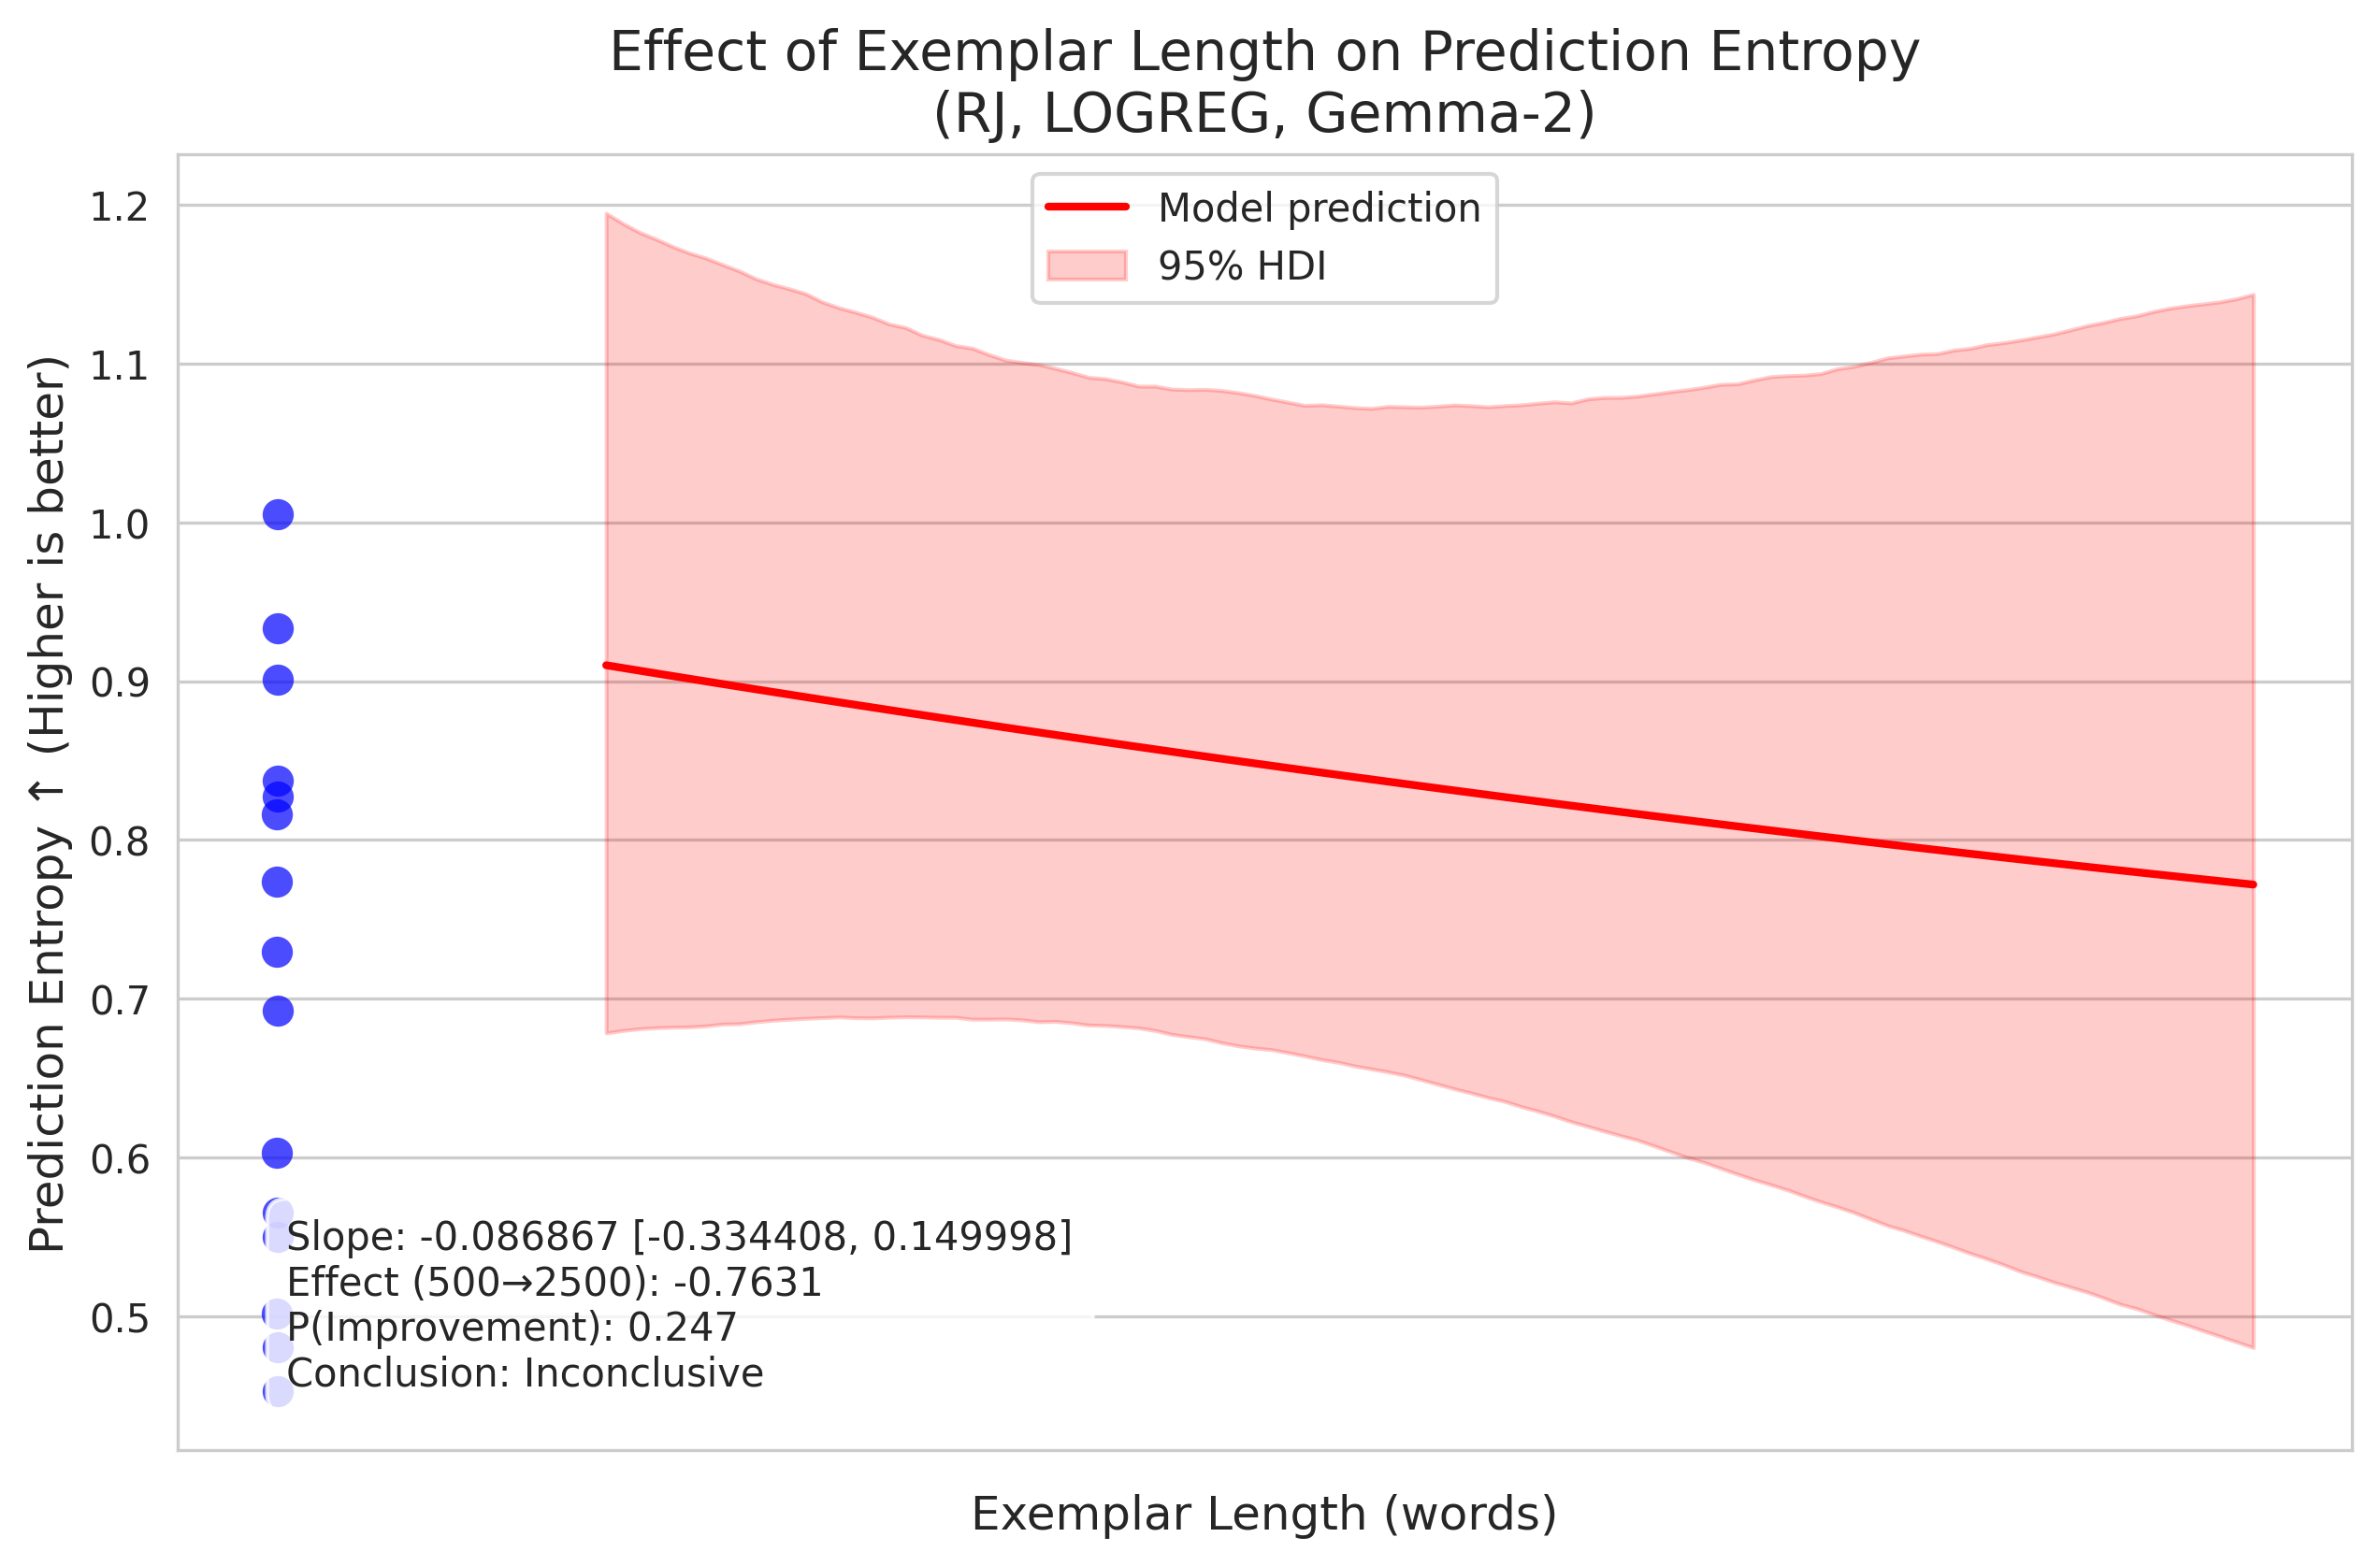 Effect of Exemplar Length on Prediction Entropy
(RJ, LOGREG, Gemma-2)
Model prediction
95% HDI
Prediction Entropy ↑ (Higher is better)
1.2
1.1
1.0
0.9
0.8
0.7
0.6
0.5
Slope: -0.086867 [-0.334408, 0.149998]
Effect (500→2500): -0.7631
P(Improvement): 0.247
Conclusion: Inconclusive
Exemplar Length (words)